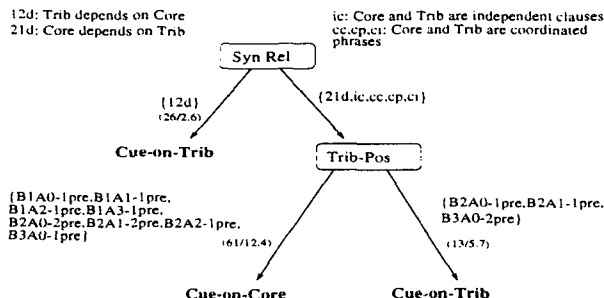 12d: Trib depends on Core
21d: Core depends on Trib
ic: Core and Trib are independent clauses
cc,cp,ci: Core and Trib are coordinated
phrases
Syn Rel
{12d}
(26/2.6)
{21d,ic,cc,cp,ci}
Cue-on-Trib
Trib-Pos
{B1A0-1pre,B1A1-1pre,
B1A2-1pre,B1A3-1pre,
B2A0-2pre,B2A1-2pre,B2A2-1pre,
B3A0-1pre}
{B2A0-1pre,B2A1-1pre,
B3A0-2pre}
(61/12.4)
(13/5.7)
Cue-on-Core
Cue-on-Trib